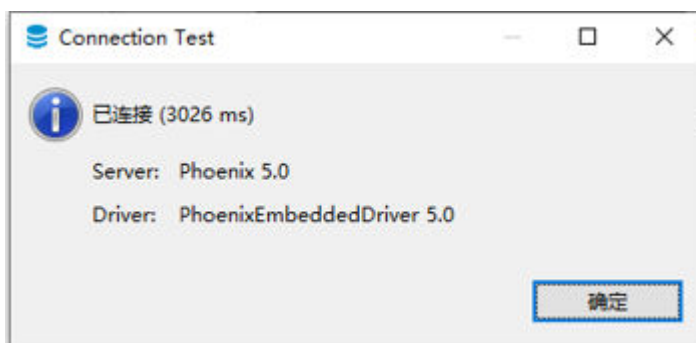 Connection Test
已连接 (3026 ms)
Server: Phoenix 5.0
Driver: PhoenixEmbeddedDriver 5.0
确定